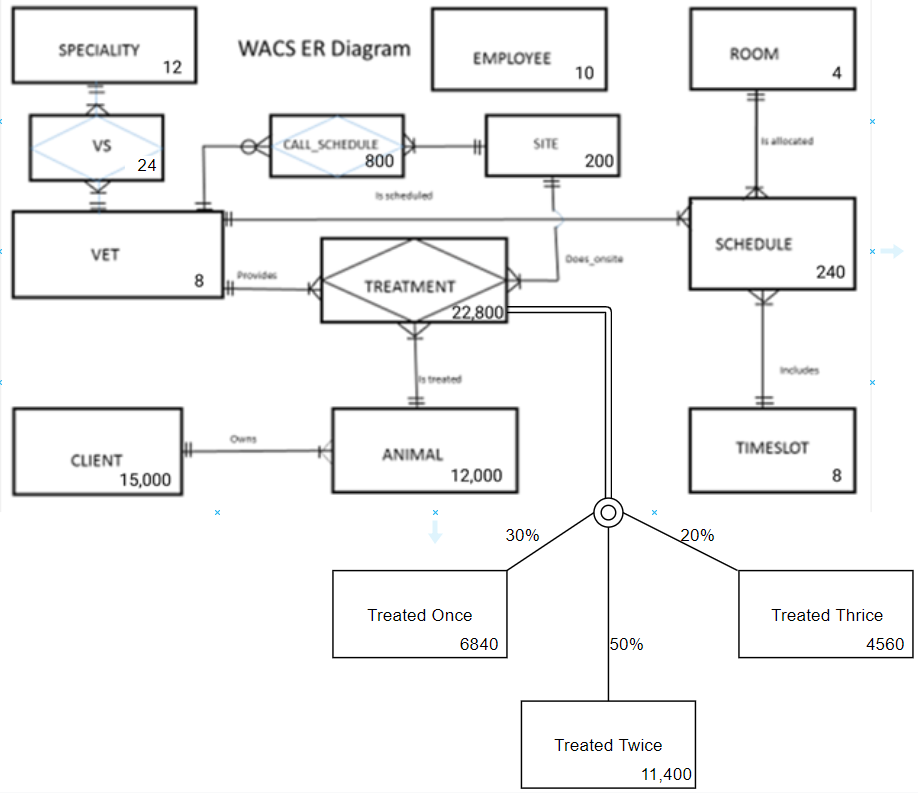 SPECIALITY
12
WACS ER Diagram
EMPLOYEE
10
ROOM
4
VS
24
CALL_SCHEDULE
800
SITE
200
Is allocated
Is scheduled
VET
8
Provides
TREATMENT
22,800
Does_onsite
SCHEDULE
240
Is treated
Includes
CLIENT
15,000
Owns
ANIMAL
12,000
TIMESLOT
8
30%
20%
Treated Once
6840
50%
Treated Thrice
4560
Treated Twice
11,400